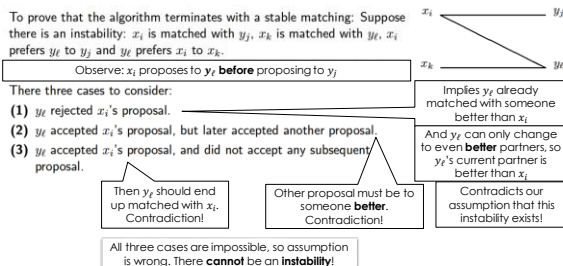 To prove that the algorithm terminates with a stable matching: Suppose
there is an instability: xᵢ is matched with yⱼ, xₖ is matched with yℓ, xᵢ
prefers yℓ to yⱼ and yℓ prefers xᵢ to xₖ.
xᵢ
yⱼ
xₖ
yℓ
Observe: xᵢ proposes to yℓ before proposing to yⱼ
There three cases to consider:
(1) yℓ rejected xᵢ's proposal.
(2) yℓ accepted xᵢ's proposal, but later accepted another proposal.
(3) yℓ accepted xᵢ's proposal, and did not accept any subsequent
proposal.
Implies yℓ already
matched with someone
better than xᵢ
And yℓ can only change
to even better partners, so
yℓ's current partner is
better than xᵢ
Contradicts our
assumption that this
instability exists!
Then yℓ should end
up matched with xᵢ.
Contradiction!
Other proposal must be to
someone better.
Contradiction!
All three cases are impossible, so assumption
is wrong. There cannot be an instability!